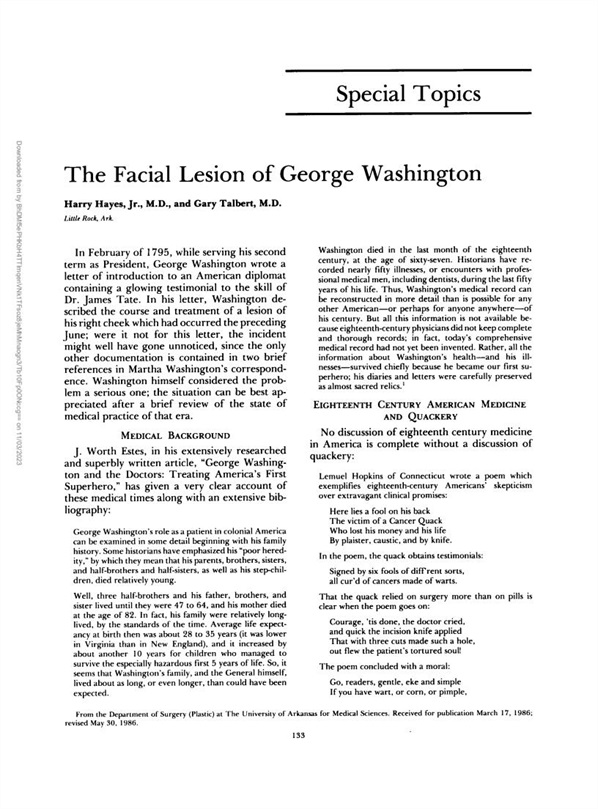 Special Topics
The Facial Lesion of George Washington
Harry Hayes, Jr., M.D., and Gary Talbert, M.D.
Little Rock, Ark.
In February of 1795, while serving his second
term as President, George Washington wrote a
letter of introduction to an American diplomat
containing a glowing testimonial to the skill of
Dr. James Tate. In his letter, Washington de-
scribed the course and treatment of a lesion of
his right cheek which had occurred the preceding
June; were it not for this letter, the incident
might well have gone unnoticed, since the only
other documentation is contained in two brief
references in Martha Washington's correspond-
ence. Washington himself considered the prob-
lem a serious one; the situation can be best ap-
preciated after a brief review of the state of
medical practice of that era.
MEDICAL BACKGROUND
J. Worth Estes, in his extensively researched
and superbly written article, "George Washing-
ton and the Doctors: Treating America's First
Superhero," has given a very clear account of
these medical times along with an extensive bib-
liography:
George Washington's role as a patient in colonial America
can be examined in some detail beginning with his family
history. Some historians have emphasized his "poor hered-
ity," by which they mean that his parents, brothers, sisters,
and half-brothers and half-sisters, as well as his step-chil-
dren, died relatively young.
Well, three half-brothers and his father, brothers, and
sister lived until they were 47 to 64, and his mother died
at the age of 82. In fact, his family were relatively long-
lived, by the standards of the time. Average life expect-
ancy at birth then was about 28 to 35 years (it was lower
in Virginia than in New England), and it increased by
about another 10 years for children who managed to
survive the especially hazardous first 5 years of life. So, it
seems that Washington's family, and the General himself,
lived about as long, or even longer, than could have been
expected.
Washington died in the last month of the eighteenth
century, at the age of sixty-seven. Historians have re-
corded nearly fifty illnesses, or encounters with profes-
sional medical men, including dentists, during the last fifty
years of his life. Thus, Washington's medical record can
be reconstructed in more detail than is possible for any
other American—or perhaps for anyone anywhere—of
his century. But all this information is not available be-
cause eighteenth-century physicians did not keep complete
and thorough records; in fact, today's comprehensive
medical record had not yet been invented. Rather, all the
information about Washington's health—and his ill-
nesses—survived chiefly because he became our first su-
perhero; his diaries and letters were carefully preserved
as almost sacred relics.1
EIGHTEENTH CENTURY AMERICAN MEDICINE
AND QUACKERY
No discussion of eighteenth century medicine
in America is complete without a discussion of
quackery:
Lemuel Hopkins of Connecticut wrote a poem which
exemplifies eighteenth-century Americans' skepticism
over extravagant clinical promises:
Here lies a fool on his back
The victim of a Cancer Quack
Who lost his money and his life
By plaister, caustic, and by knife.
In the poem, the quack obtains testimonials:
Signed by six fools of diff'rent sorts,
all cur'd of cancers made of warts.
That the quack relied on surgery more than on pills is
clear when the poem goes on:
Courage, 'tis done, the doctor cried,
and quick the incision knife applied
That with three cuts made such a hole,
out flew the patient's tortured soul!
The poem concluded with a moral:
Go, readers, gentle, eke and simple
If you have wart, or corn, or pimple,
From the Department of Surgery (Plastic) at The University of Arkansas for Medical Sciences. Received for publication March 17, 1986;
revised May 30, 1986.
133